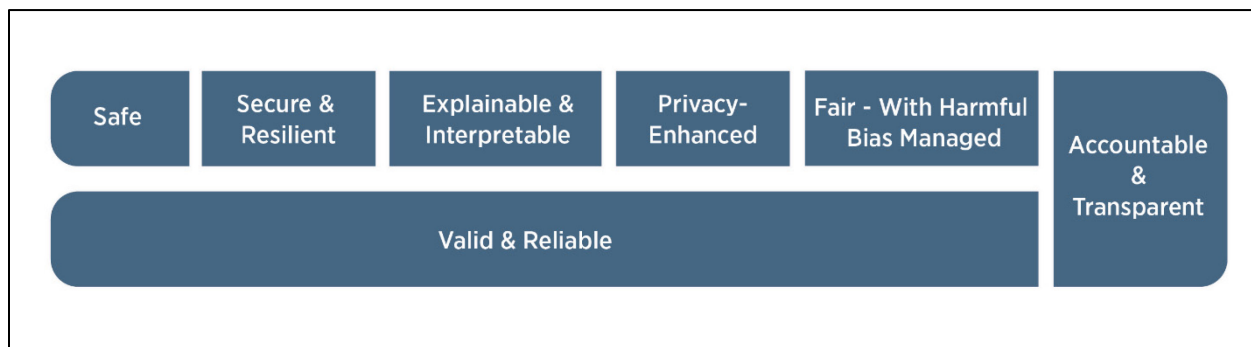 Safe
Secure &
Resilient
Explainable &
Interpretable
Privacy-
Enhanced
Fair - With Harmful
Bias Managed
Accountable
&
Transparent
Valid & Reliable